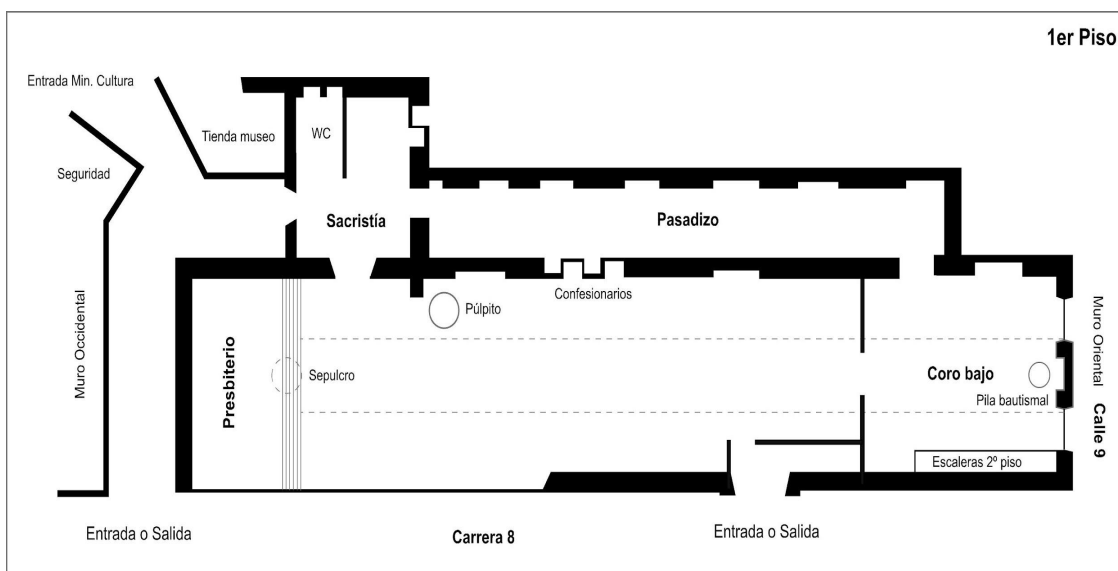 1er Piso
Entrada Min. Cultura
Tienda museo
WC
Seguridad
Sacristía
Pasadizo
Confesionarios
Púlpito
Muro Occidental
Presbiterio
Sepulcro
Coro bajo
Pila bautismal
Muro Oriental
Calle 9
Escaleras 2º piso
Entrada o Salida
Carrera 8
Entrada o Salida